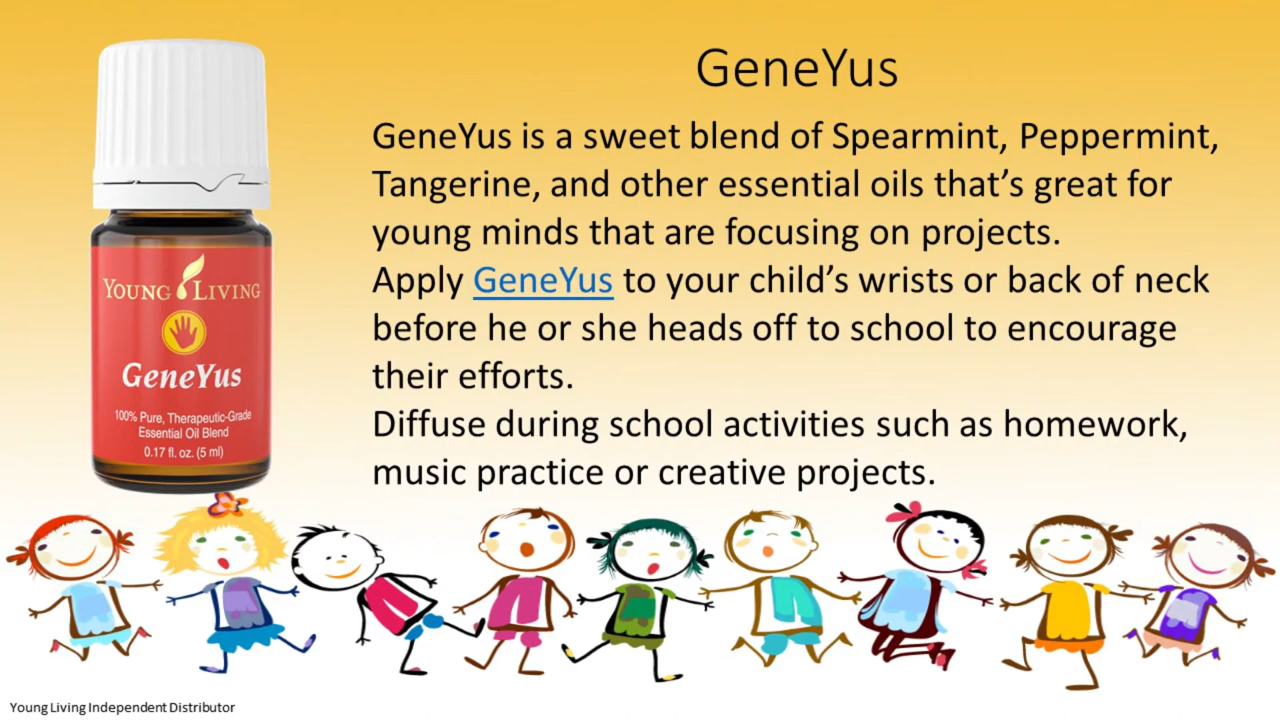 GeneYus
GeneYus is a sweet blend of Spearmint, Peppermint,
Tangerine, and other essential oils that's great for
young minds that are focusing on projects.
Apply GeneYus to your child's wrists or back of neck
before he or she heads off to school to encourage
their efforts.
Diffuse during school activities such as homework,
music practice or creative projects.
YOUNG LIVING
GeneYus
100% Pure, Therapeutic-Grade
Essential Oil Blend
0.17 fl. oz. (5 ml)
Young Living Independent Distributor